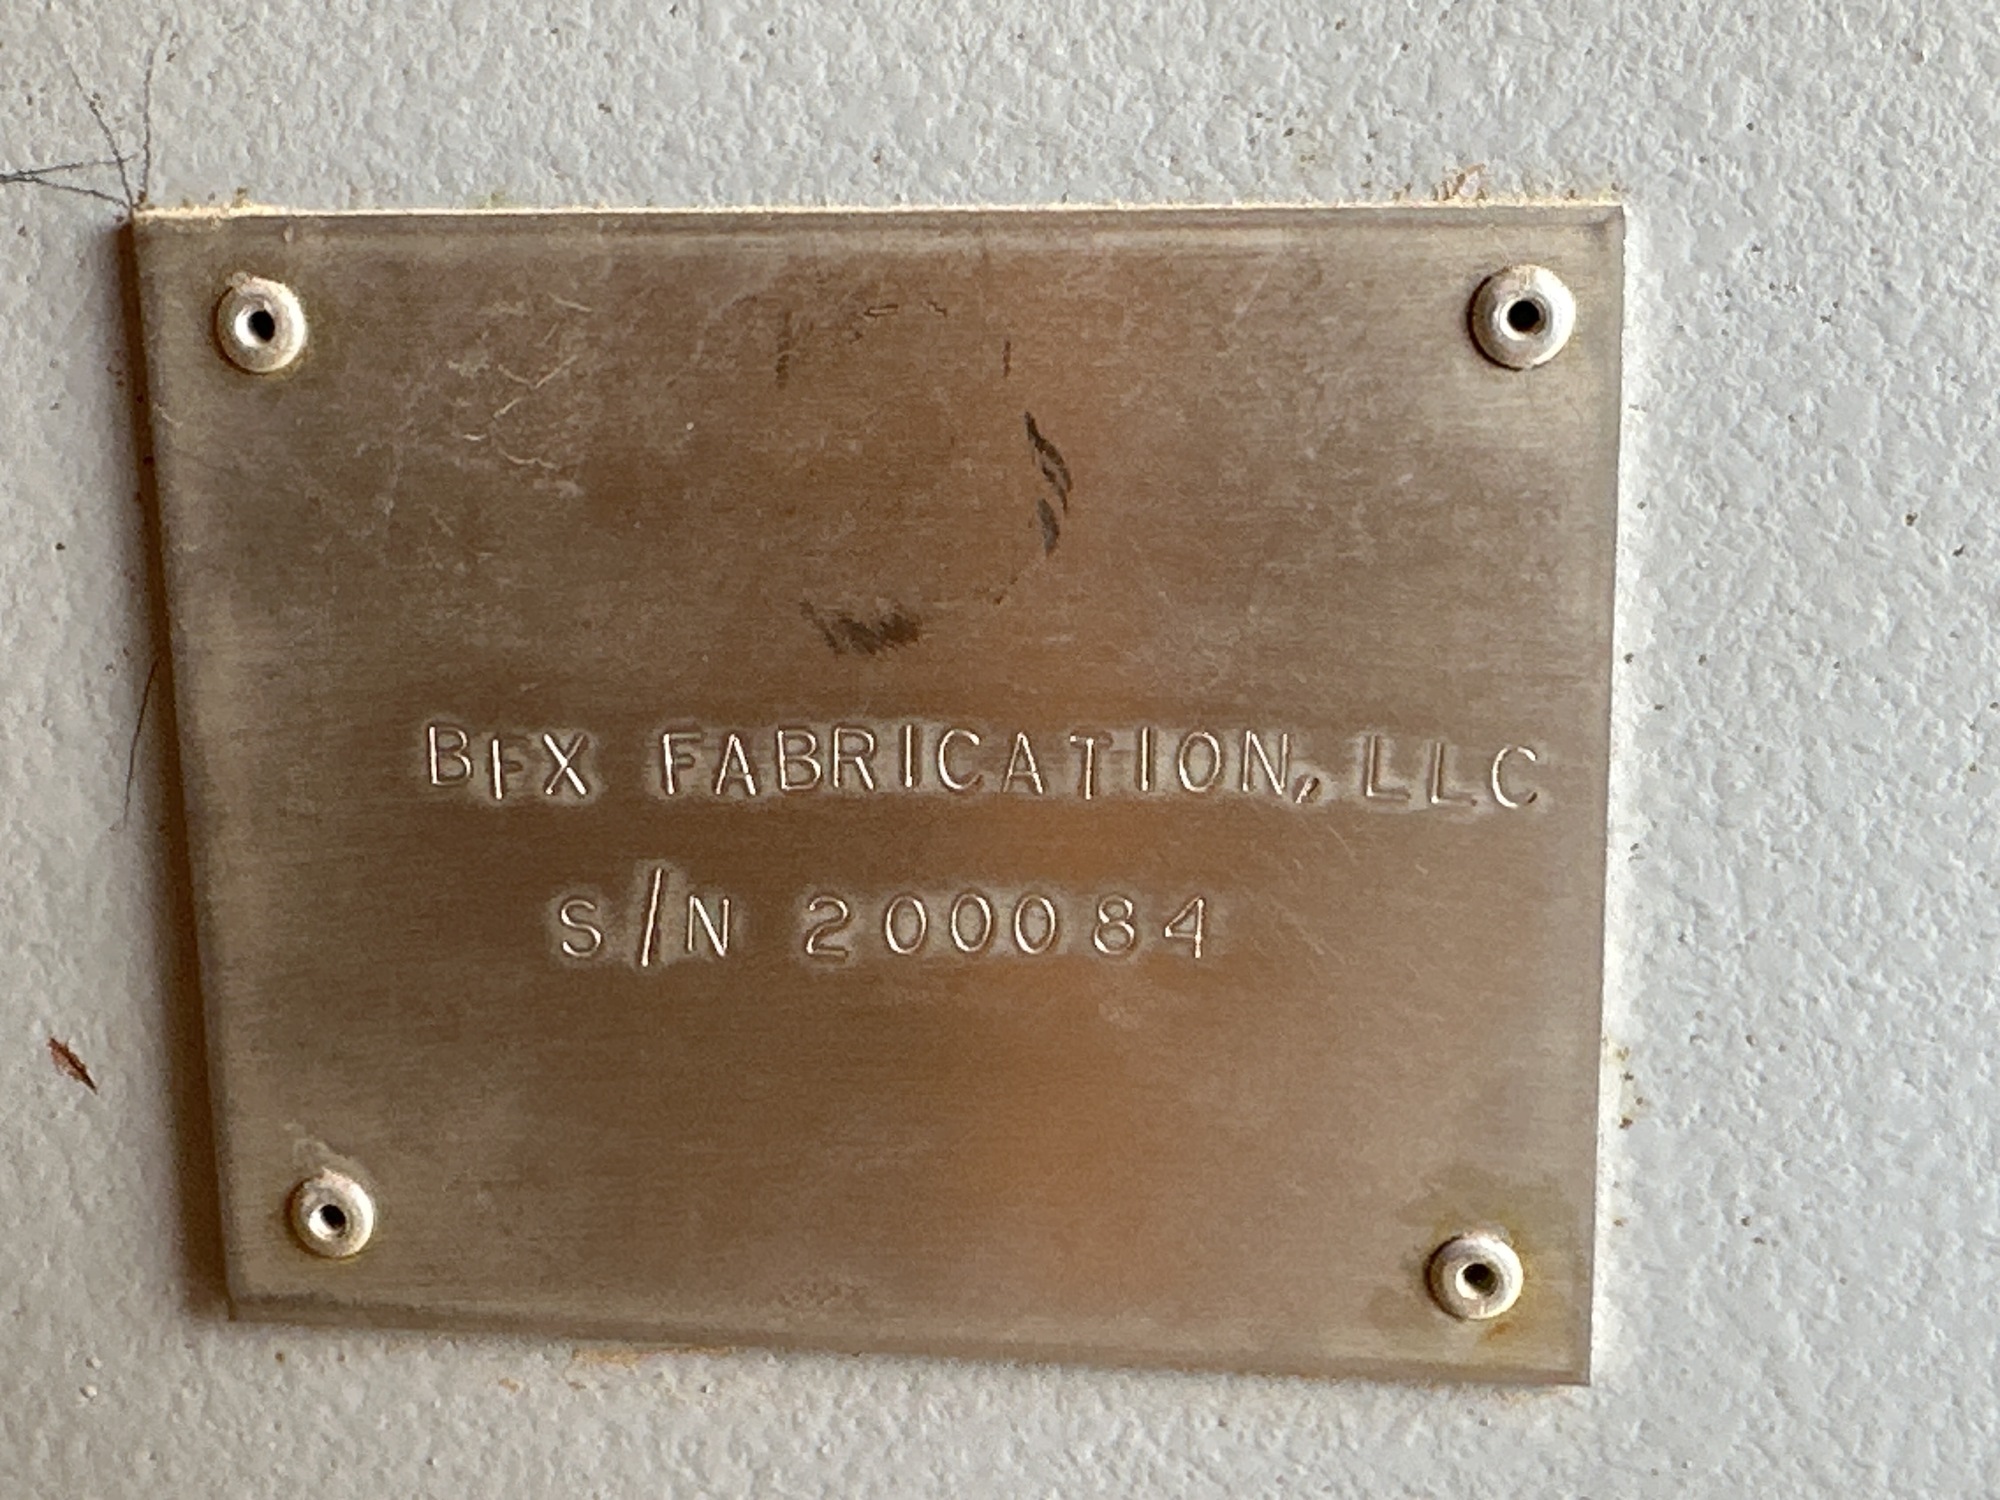 BFX FABRICATION, LLC
S/N 200084